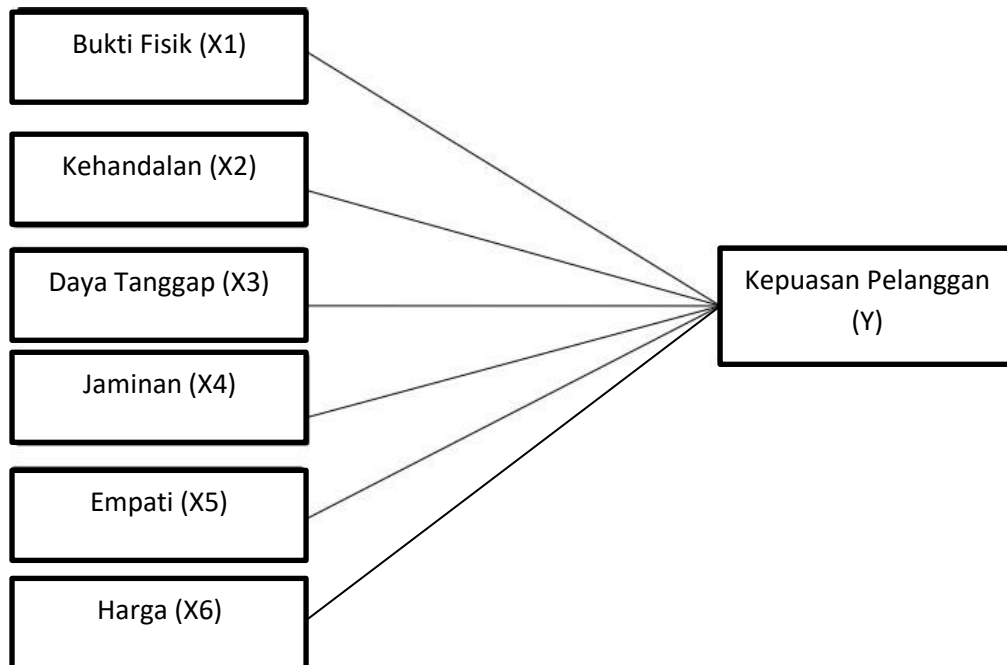 Bukti Fisik (X1)
Kehandalan (X2)
Daya Tanggap (X3)
Jaminan (X4)
Empati (X5)
Harga (X6)
Kepuasan Pelanggan
(Y)